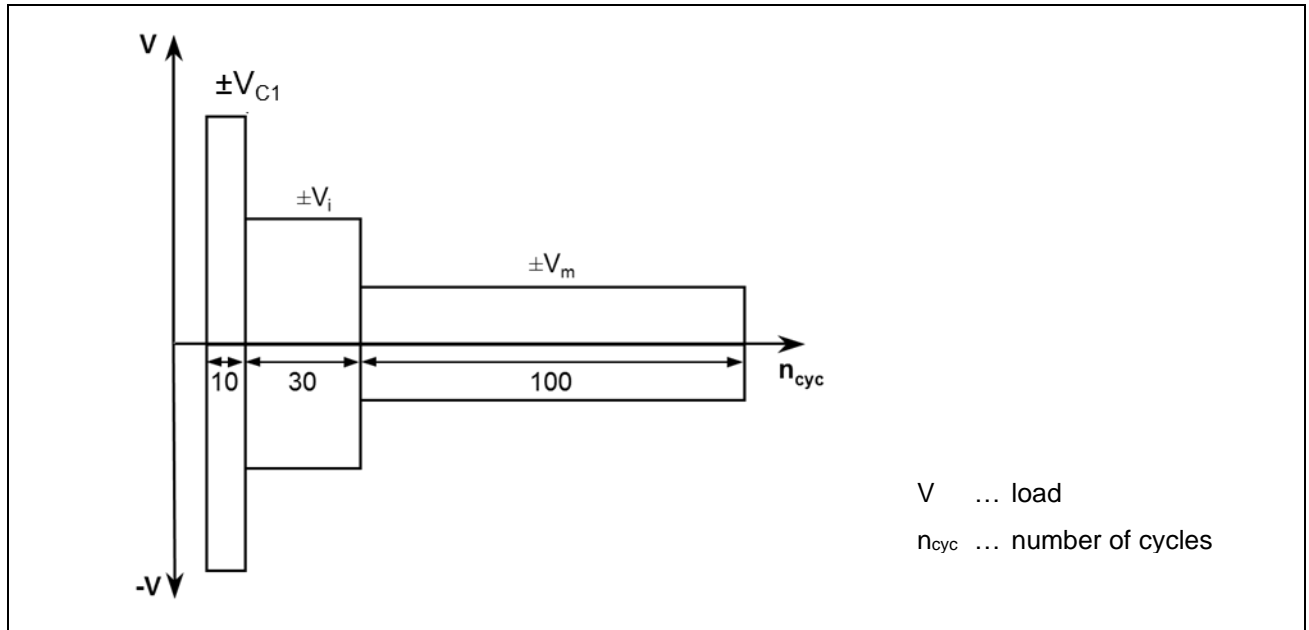 V
±V_C1
±V_i
±V_m
10 30 100
n_cyc
-V
V … load
n_cyc … number of cycles